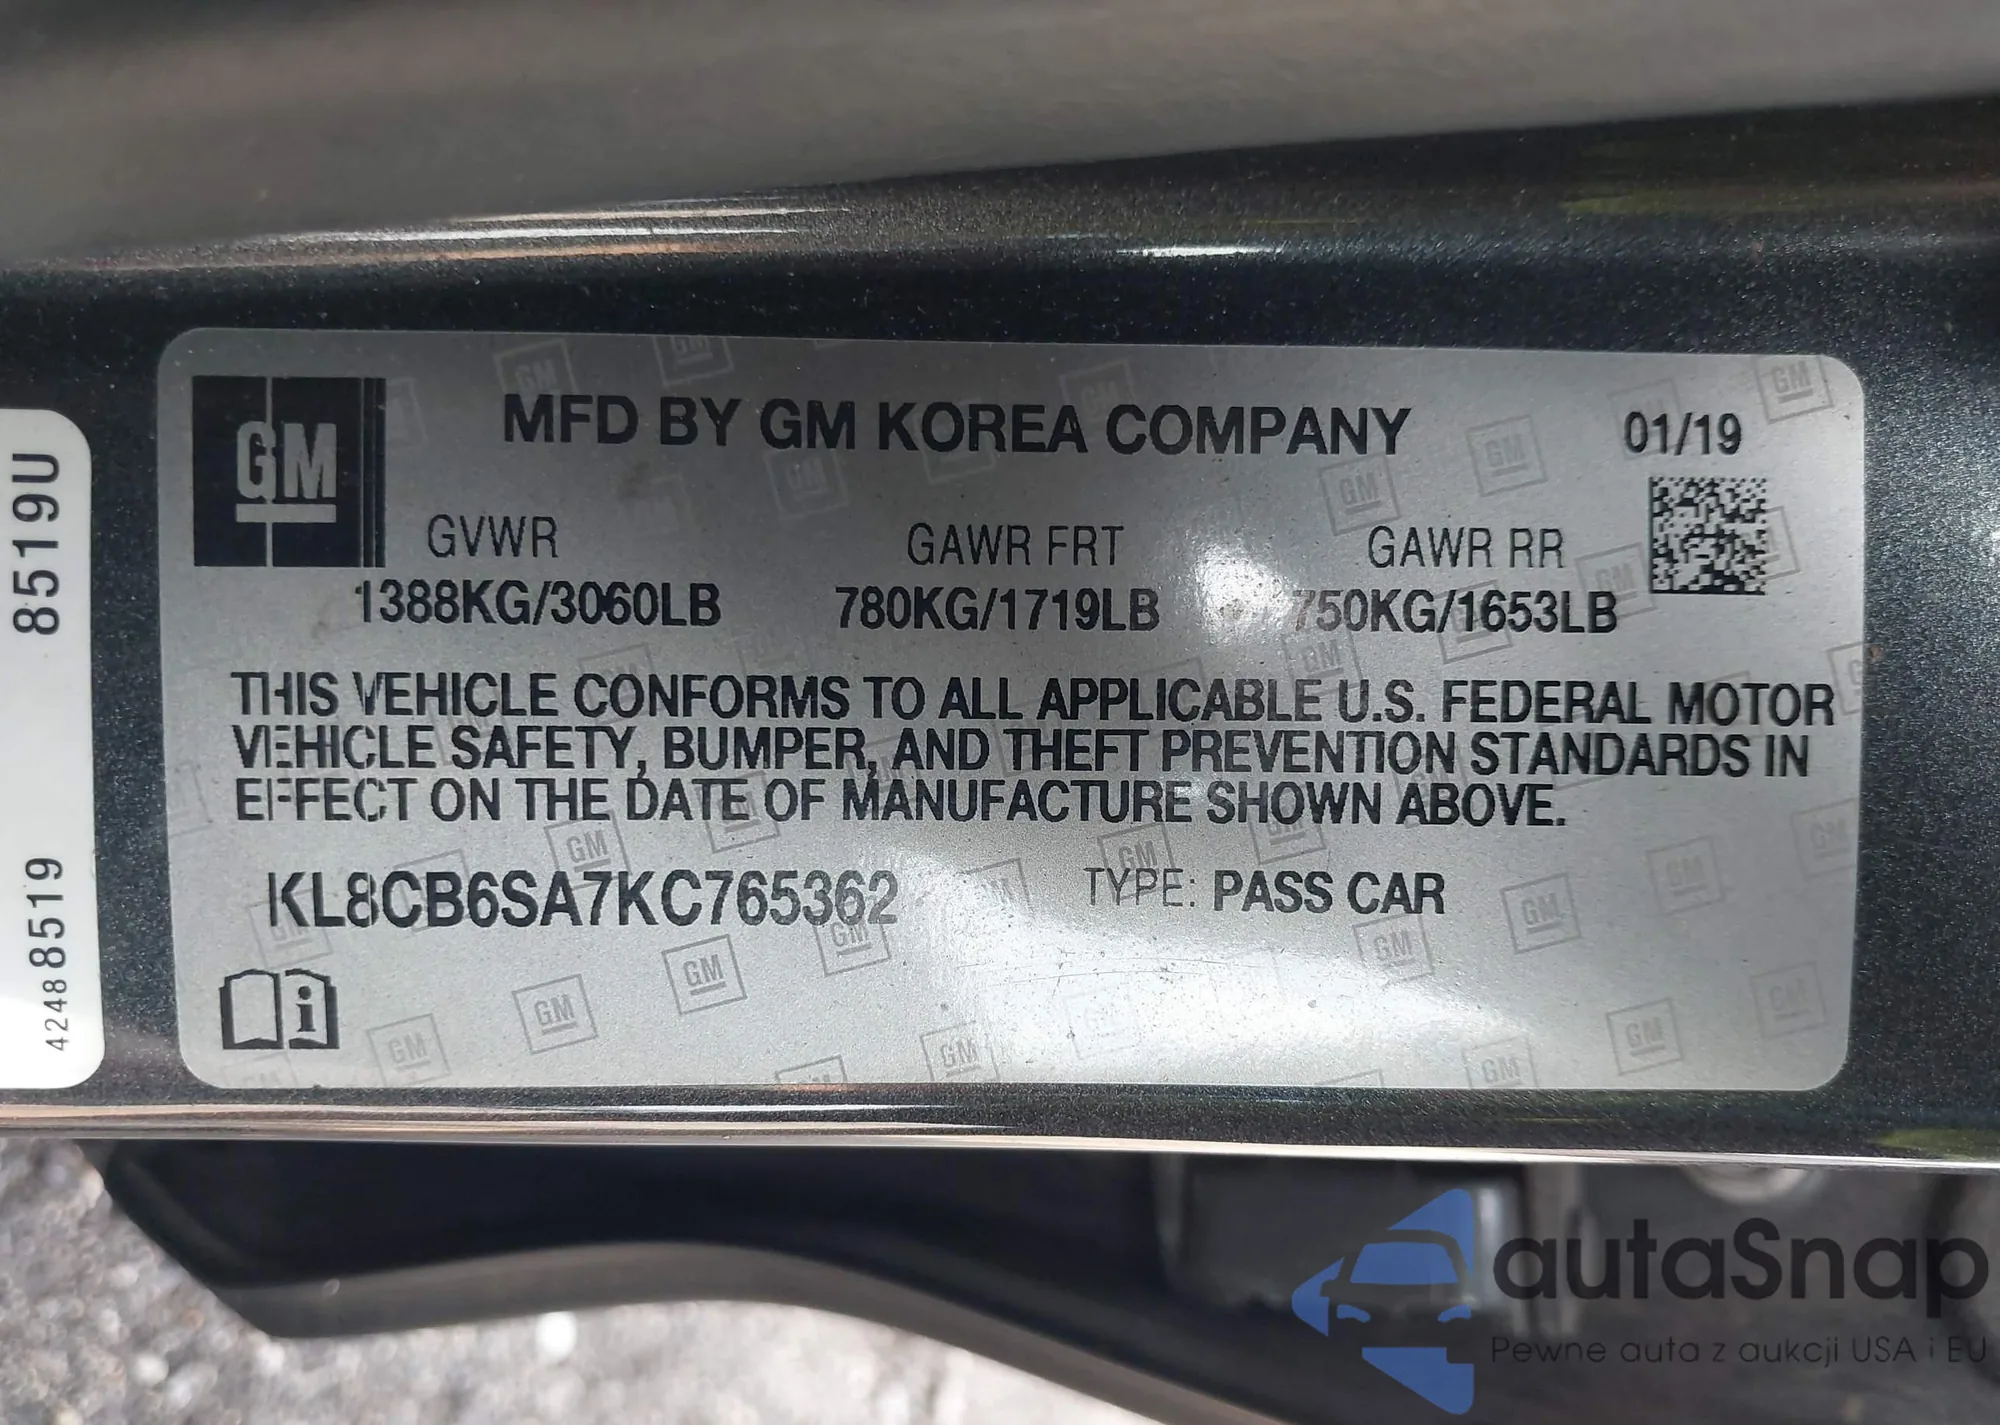 GM
MFD BY GM KOREA COMPANY
01/19
GVWR
GAWR FRT
GAWR RR
1388KG/3060LB
780KG/1719LB
750KG/1653LB
THIS VEHICLE CONFORMS TO ALL APPLICABLE U.S. FEDERAL MOTOR
VEHICLE SAFETY, BUMPER, AND THEFT PREVENTION STANDARDS IN
EFFECT ON THE DATE OF MANUFACTURE SHOWN ABOVE.
KL8CB6SA7KC765362
TYPE: PASS CAR
8519U
42488519
autoSnap
Pewne auta z aukcji USA i EU